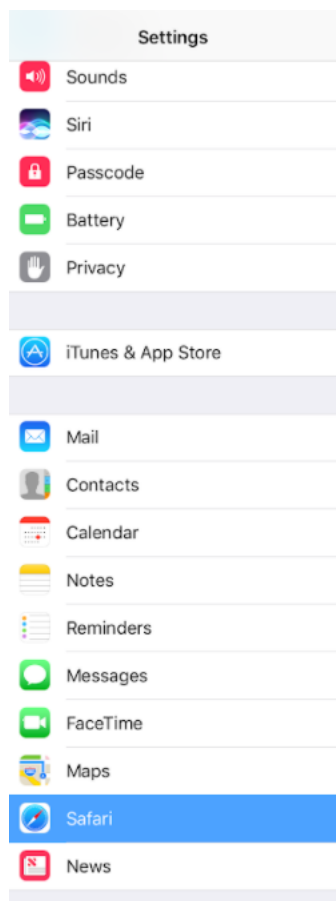 Settings
Sounds
Siri
Passcode
Battery
Privacy
iTunes & App Store
Mail
Contacts
Calendar
Notes
Reminders
Messages
FaceTime
Maps
Safari
News